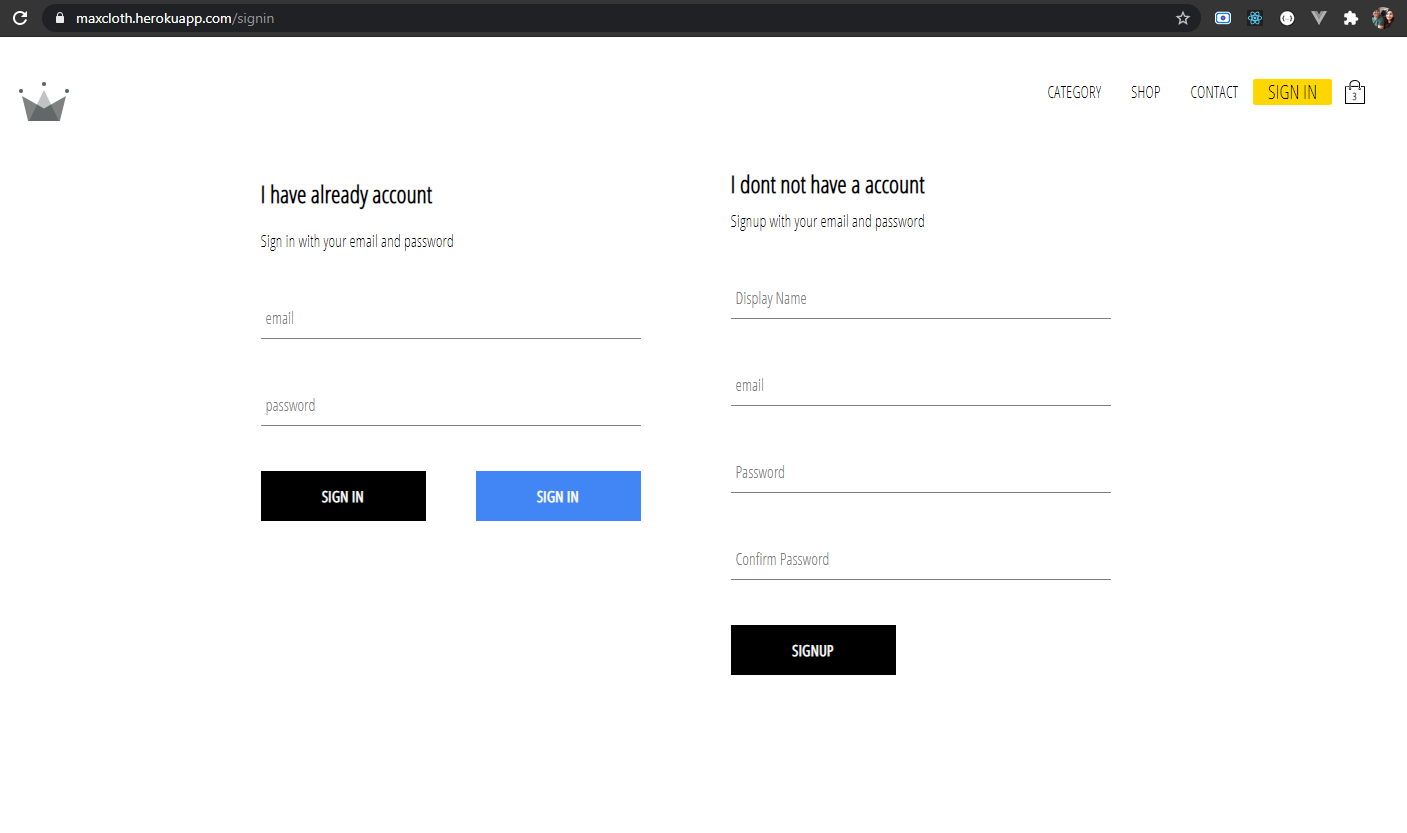 maxcloth.herokuapp.com/signin
CATEGORY SHOP CONTACT SIGN IN 3
I have already account
Sign in with your email and password
email
password
SIGN IN SIGN IN
I dont not have a account
Signup with your email and password
Display Name
email
Password
Confirm Password
SIGNUP